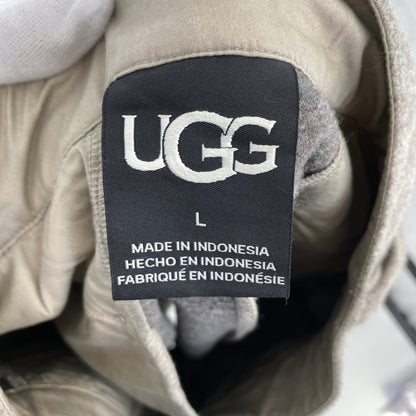 UGG
L
MADE IN INDONESIA
HECHO EN INDONESIA
FABRIQUÉ EN INDONÉSIE